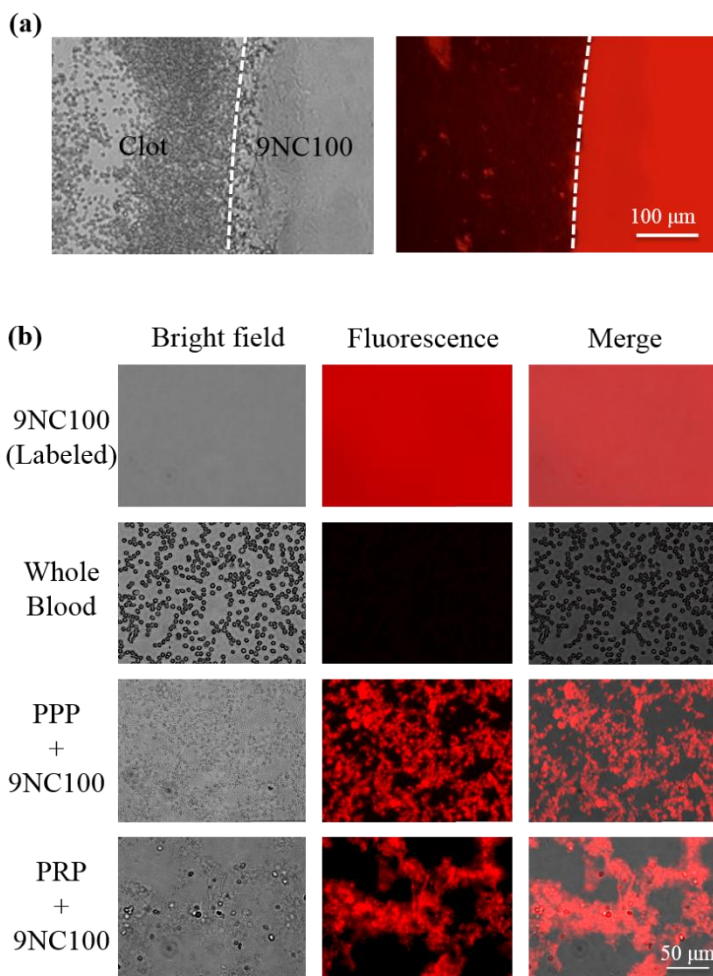 (a)
Clot
9NC100
100 μm
(b)
Bright field
Fluorescence
Merge
9NC100
(Labeled)
Whole
Blood
PPP
+
9NC100
PRP
+
9NC100
50 μm